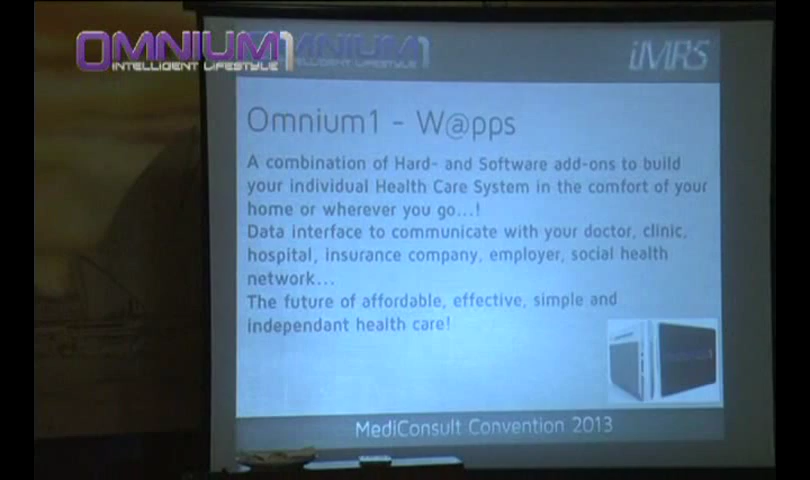 OMNIUM1
INTELLIGENT LIFESTYLE
iMRS
Omnium1 - W@pps
A combination of Hard- and Software add-ons to build
your individual Health Care System in the comfort of your
home or wherever you go...!
Data interface to communicate with your doctor, clinic,
hospital, insurance company, employer, social health
network...
The future of affordable, effective, simple and
independant health care!
MediConsult Convention 2013